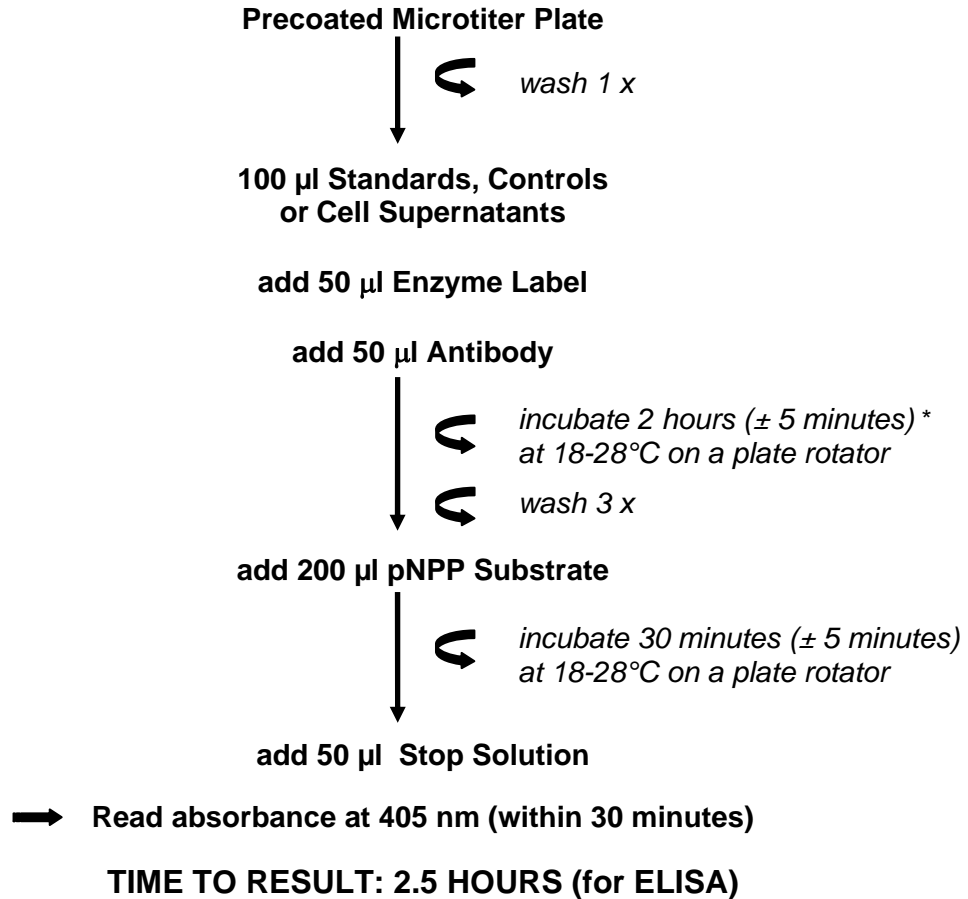 Precoated Microtiter Plate
wash 1 x
100 µl Standards, Controls
or Cell Supernatants
add 50 µl Enzyme Label
add 50 µl Antibody
incubate 2 hours (± 5 minutes) *
at 18-28°C on a plate rotator
wash 3 x
add 200 µl pNPP Substrate
incubate 30 minutes (± 5 minutes)
at 18-28°C on a plate rotator
add 50 µl Stop Solution
Read absorbance at 405 nm (within 30 minutes)
TIME TO RESULT: 2.5 HOURS (for ELISA)